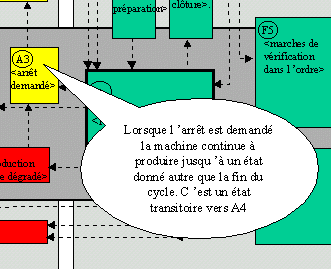 préparation>
clôture>.
F5
<marches de
vérification
dans l 'ordre>
A3
<arrêt
demandé>
Lorsque l 'arrêt est demandé
la machine continue à
produire jusqu 'à un état
donné autre que la fin du
cycle. C 'est un état
transitoire vers A4
oduction
e dégradé>